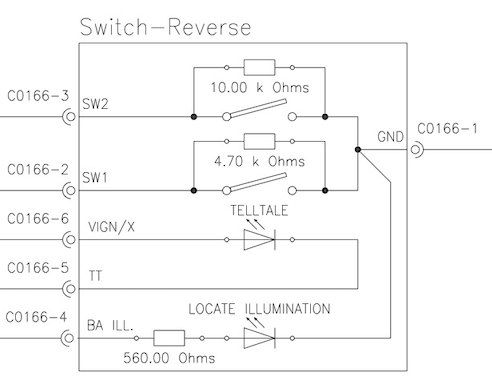 Switch-Reverse
C0166-3
SW2
10.00 k Ohms
GND
C0166-1
C0166-2
SW1
4.70 k Ohms
C0166-6
VIGN/X
TELLTALE
C0166-5
TT
C0166-4
BA ILL.
LOCATE ILLUMINATION
560.00 Ohms